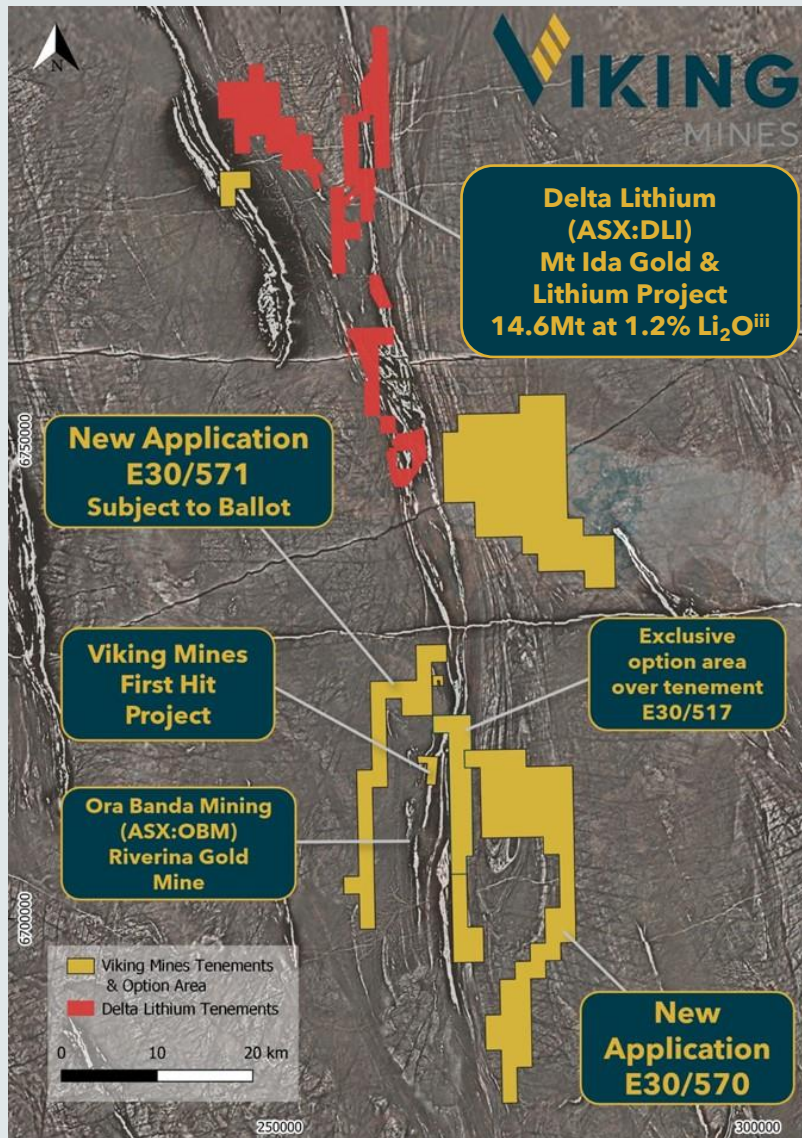 N
VIKING
MINES
Delta Lithium
(ASX:DLI)
Mt Ida Gold &
Lithium Project
14.6Mt at 1.2% Li₂Oⁱⁱⁱ
6750000
New Application
E30/571
Subject to Ballot
Viking Mines
First Hit
Project
Exclusive
option area
over tenement
E30/517
Ora Banda Mining
(ASX:OBM)
Riverina Gold
Mine
6700000
Viking Mines Tenements
& Option Area
Delta Lithium Tenements
0 10 20 km
New
Application
E30/570
250000
300000